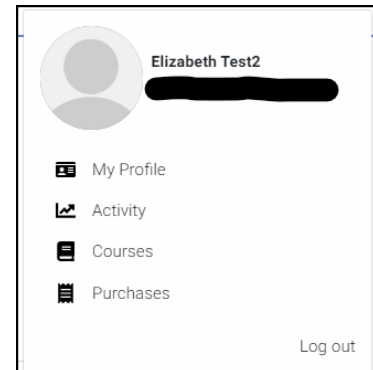 Elizabeth Test2
My Profile
Activity
Courses
Purchases
Log out